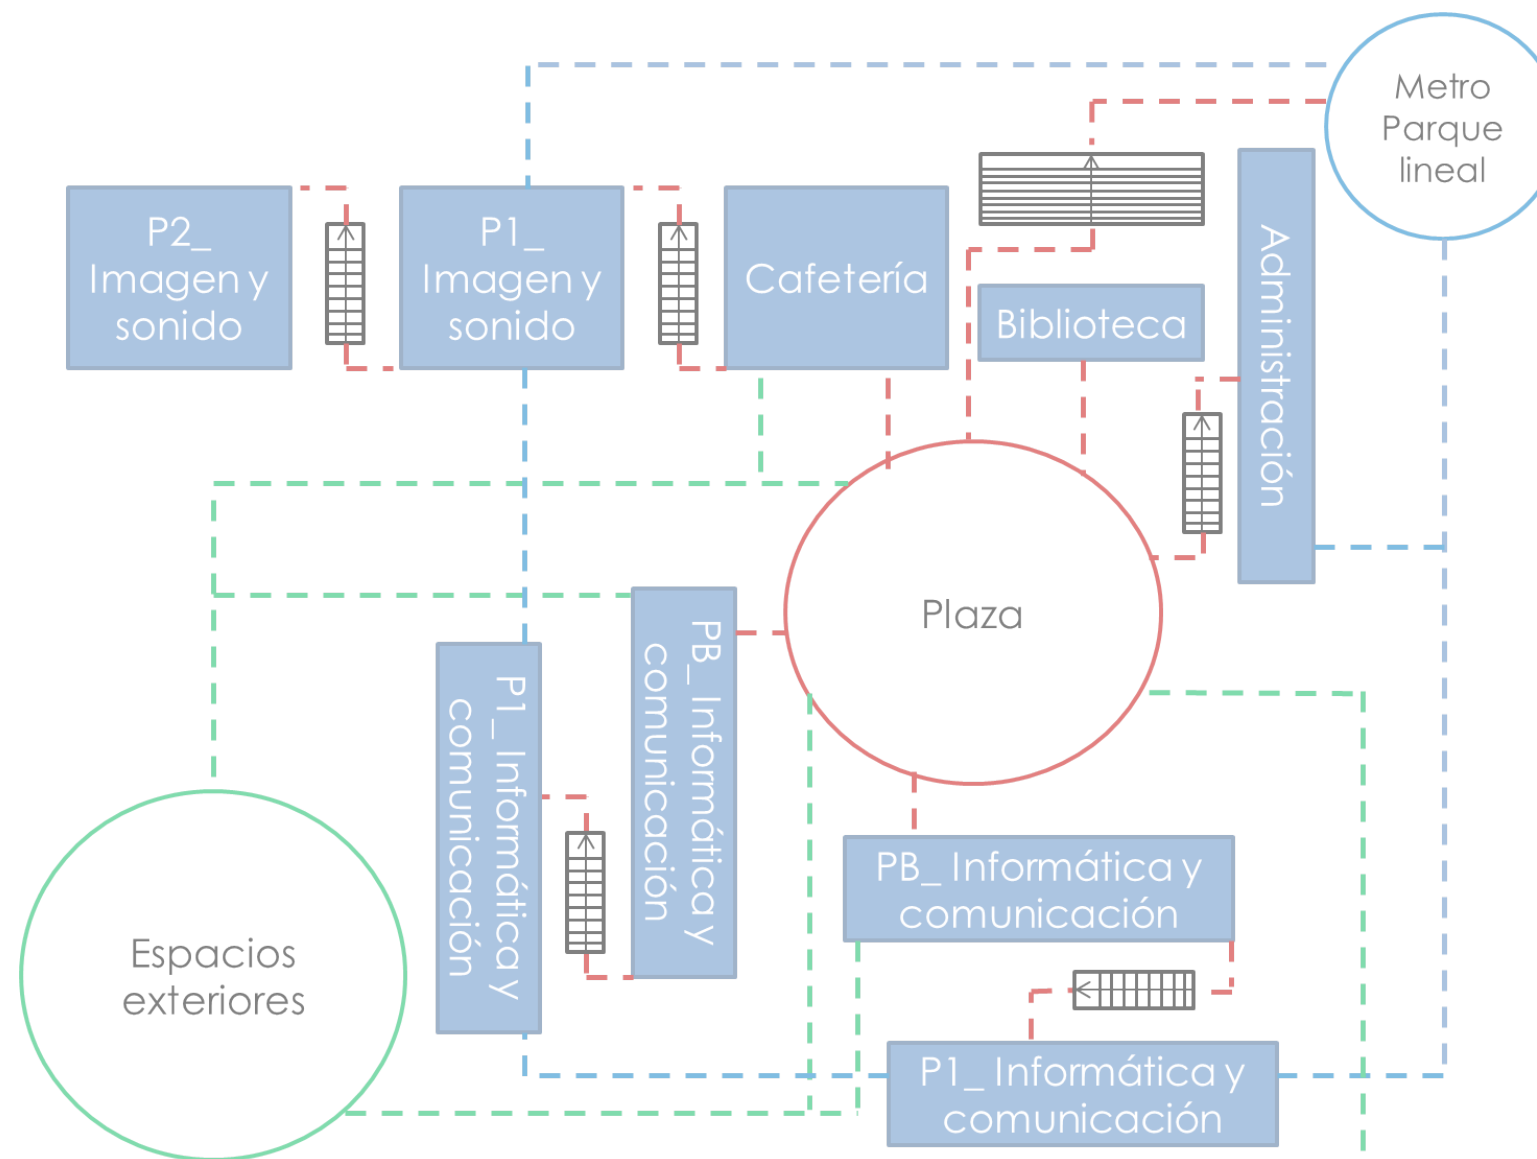 Metro
Parque
lineal
P2_
Imagen y
sonido
P1_
Imagen y
sonido
Cafetería
Biblioteca
Administración
Plaza
PB_ Informática y
comunicación
P1_ Informática y
comunicación
PB_ Informática y
comunicación
Espacios
exteriores
P1_ Informática y
comunicación